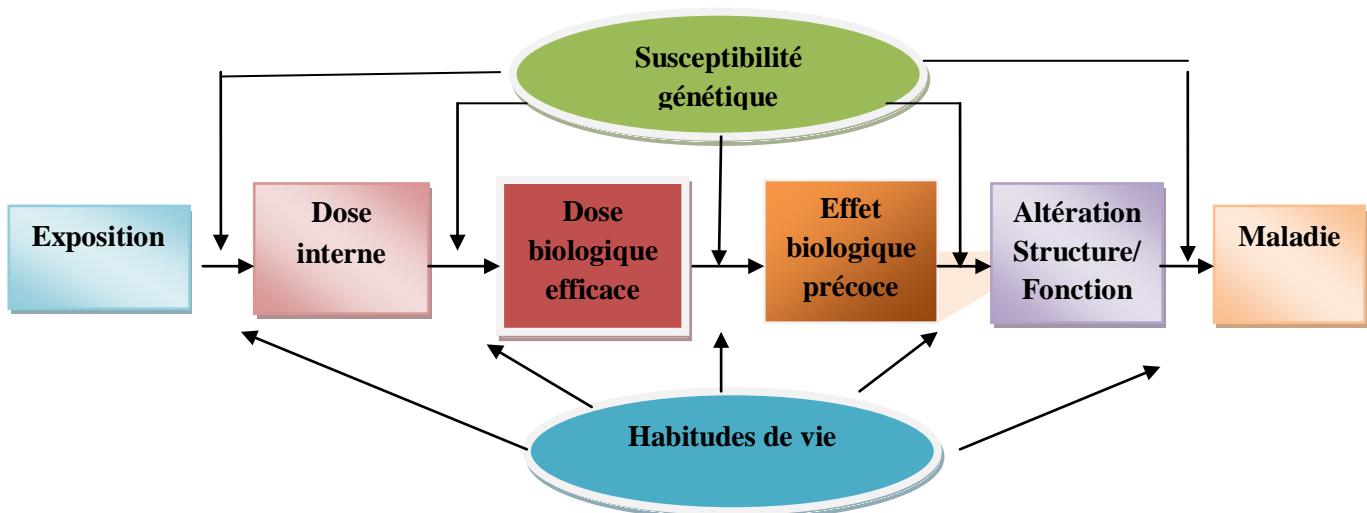 Susceptibilité
génétique
Exposition
Dose
interne
Dose
biologique
efficace
Effet
biologique
précoce
Altération
Structure/
Fonction
Maladie
Habitudes de vie